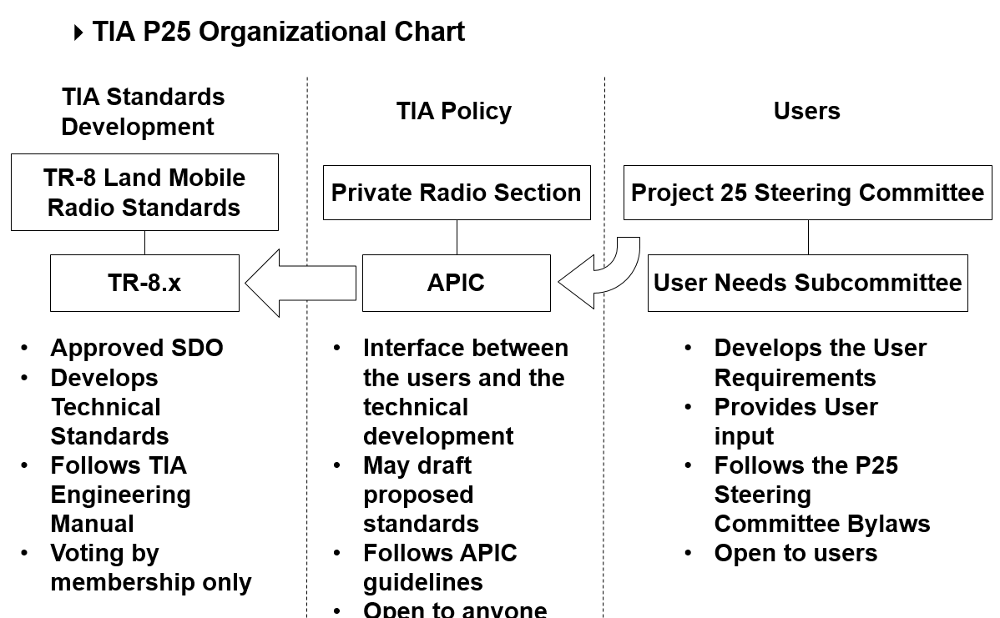 TIA P25 Organizational Chart
TIA Standards
Development
TR-8 Land Mobile
Radio Standards
TR-8.x
• Approved SDO
• Develops
Technical
Standards
• Follows TIA
Engineering
Manual
• Voting by
membership only
TIA Policy
Private Radio Section
APIC
• Interface between
the users and the
technical
development
• May draft
proposed
standards
• Follows APIC
guidelines
• Open to anyone
Users
Project 25 Steering Committee
User Needs Subcommittee
• Develops the User
Requirements
• Provides User
input
• Follows the P25
Steering
Committee Bylaws
• Open to users